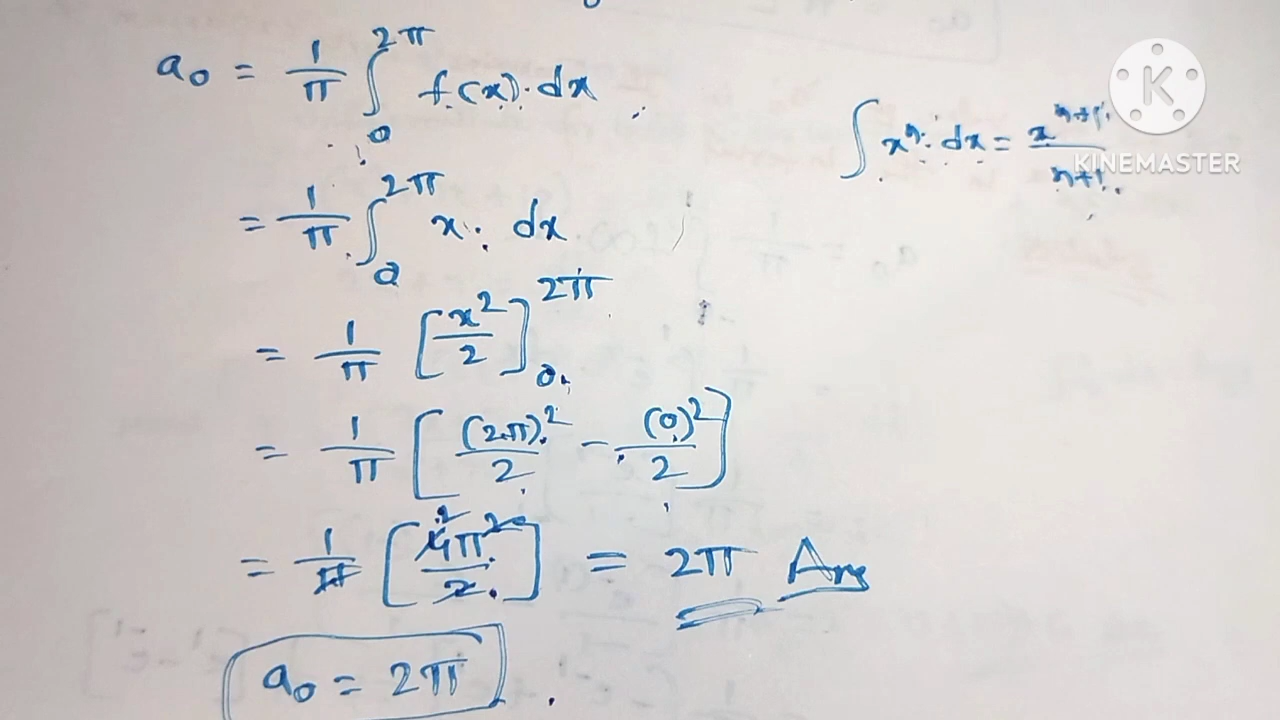 a₀ = 1/π ∫₀^2π f(x).dx
∫ xⁿ. dx = x^n+1/n+1
K
KINEMASTER
= 1/π ∫₀^2π x. dx
= 1/π [x²/2]₀^2π
= 1/π [(2π)²/2 - (0)²/2]
= 1/π [4π²/2] = 2π Ans
a₀ = 2π